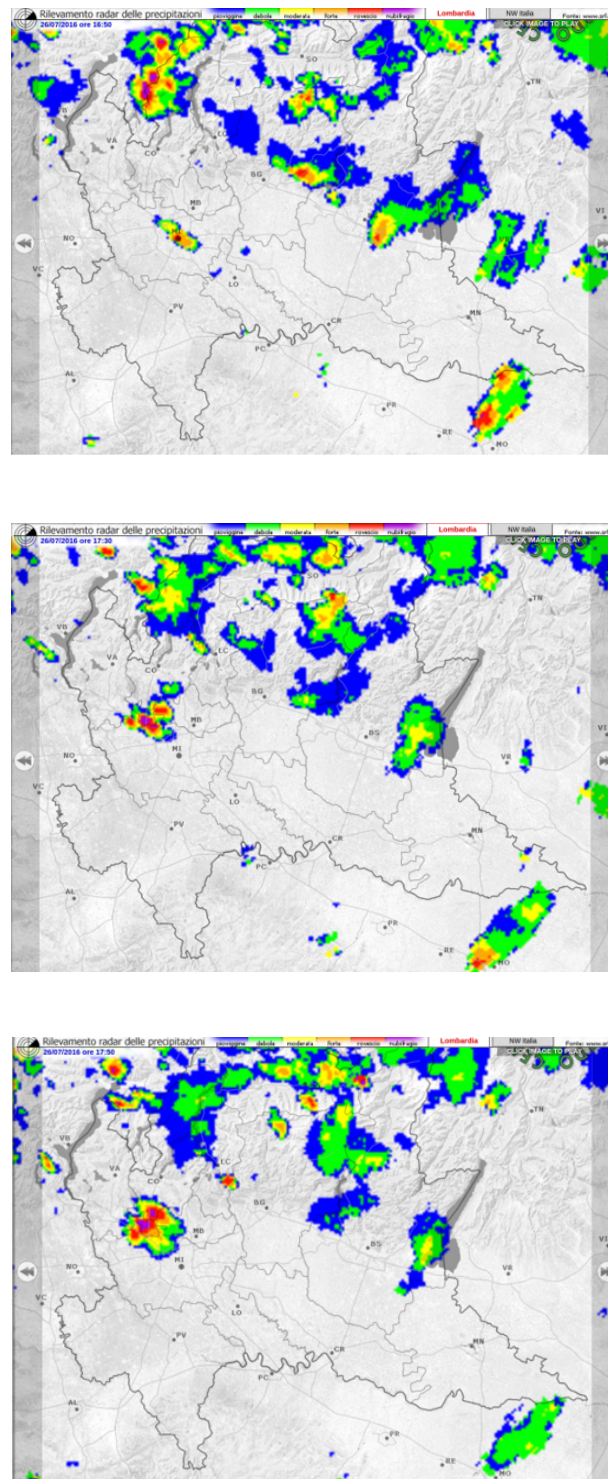 Rilevamento radar delle precipitazioni pioviggine debole moderata forte rovescio nubifragio Lombardia NW Italia Fonte: www.arl
26/07/2016 ore 16:50 CLICK IMAGE TO PLAY
SO
TN
VB
VA
LC
CO
BG
MB
VI
MI
NO
VC
LO
PV
CR
MN
PC
AL
PR
RE
MO
Rilevamento radar delle precipitazioni pioviggine debole moderata forte rovescio nubifragio Lombardia NW Italia
26/07/2016 ore 17:30 CLICK IMAGE TO PLAY
SO
TN
VB
LC
VA
CO
BG
MB
VI
BS
MI
NO
VR
VC
LO
PV
MN
CR
PC
AL
PR
RE
MO
Rilevamento radar delle precipitazioni pioviggine debole moderata forte rovescio nubifragio Lombardia NW Italia
26/07/2016 ore 17:50 CLICK IMAGE TO PLAY
TN
VB
LC
VA
CO
BG
MB
VI
BS
MI
NO
VR
VC
LO
PV
MN
CR
PC
AL
PR
RE
MO